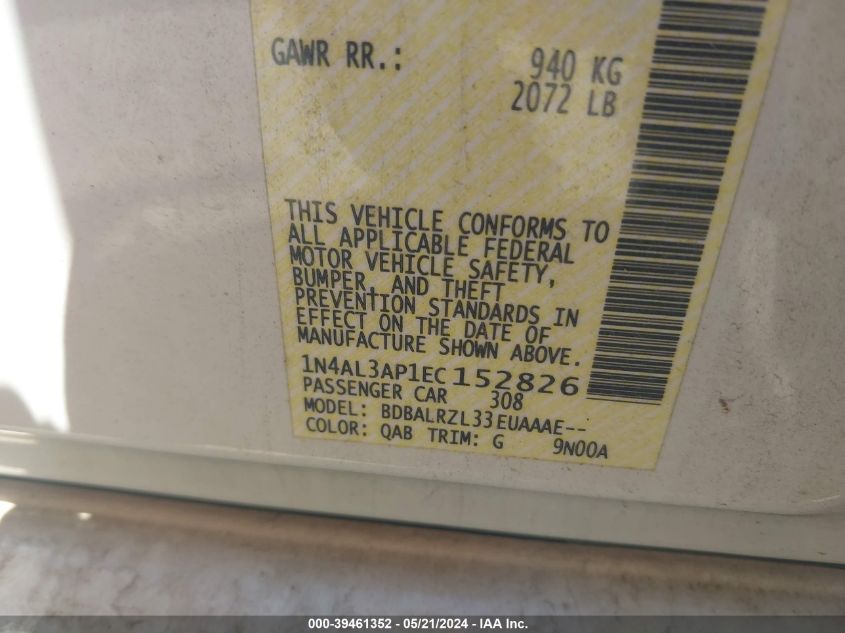 GAWR RR.: 940 KG
2072 LB
THIS VEHICLE CONFORMS TO
ALL APPLICABLE FEDERAL
MOTOR VEHICLE SAFETY,
BUMPER, AND THEFT
PREVENTION STANDARDS IN
EFFECT ON THE DATE OF
MANUFACTURE SHOWN ABOVE.
1N4AL3AP1EC152826
PASSENGER CAR 308
MODEL: BDBALRZL33EUAAAE--
COLOR: QAB TRIM: G 9N00A
000-39461352 - 05/21/2024 - IAA Inc.